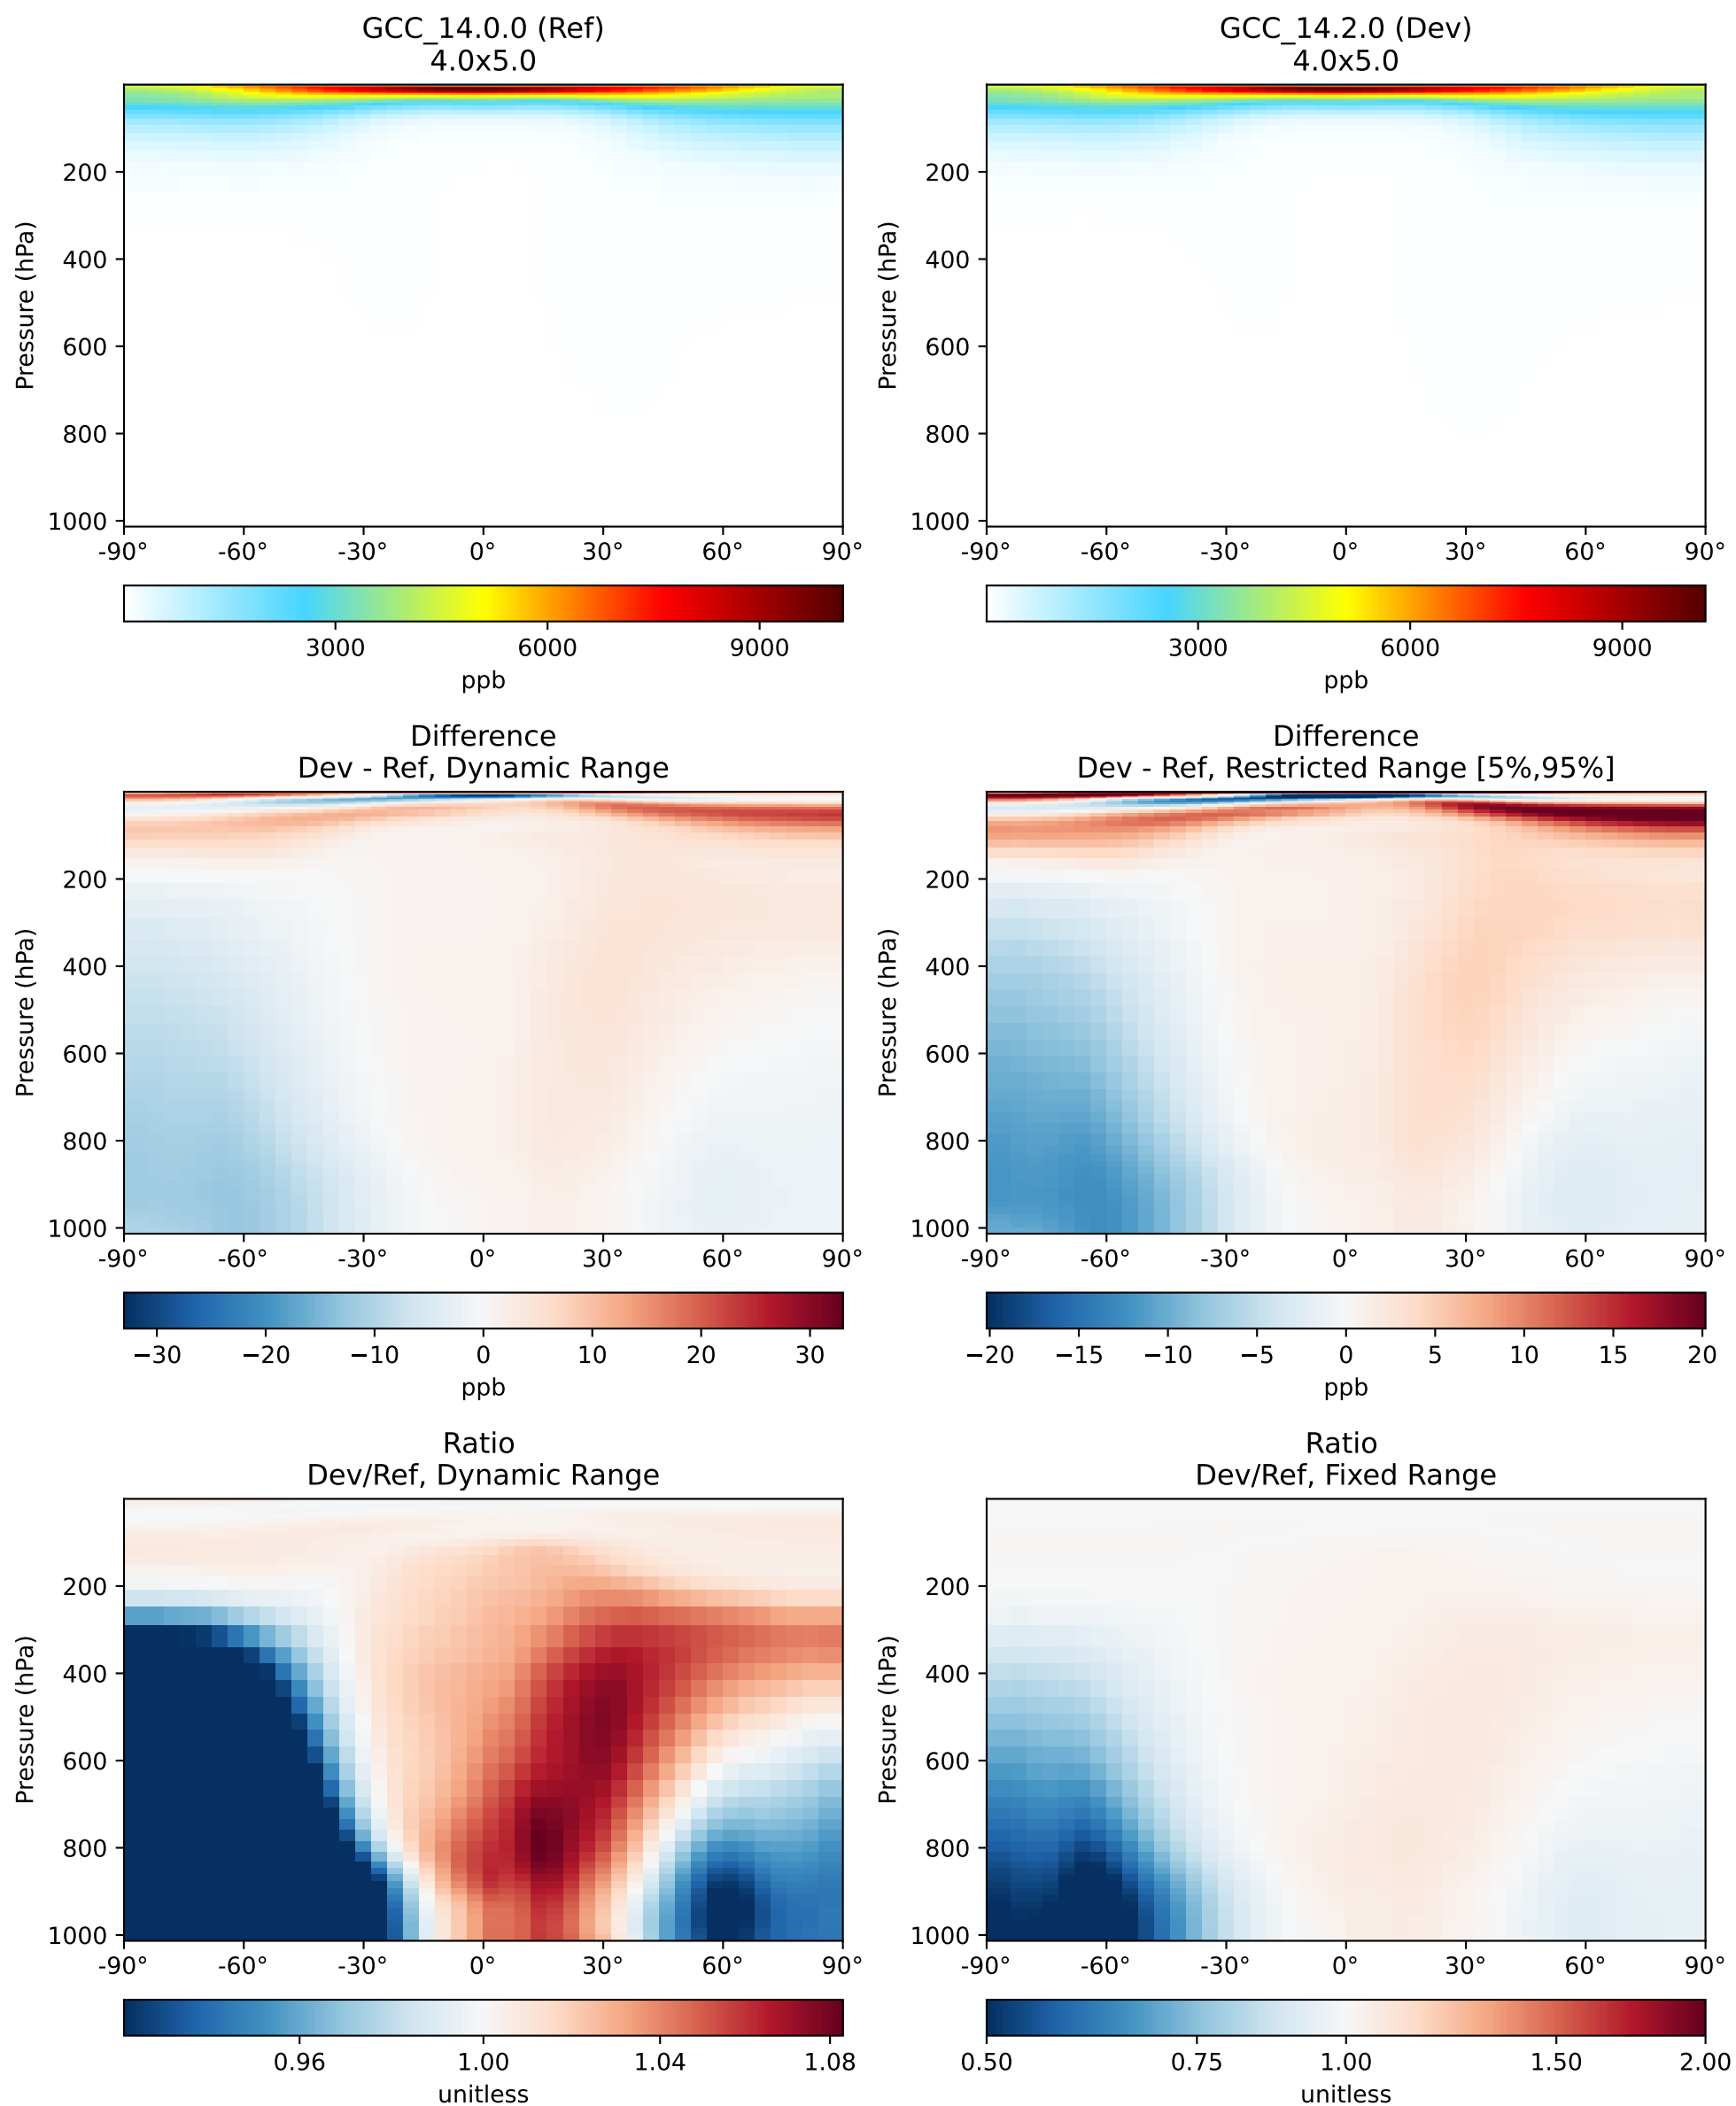 GCC_14.0.0 (Ref)
4.0x5.0
GCC_14.2.0 (Dev)
4.0x5.0
Pressure (hPa)
200
400
600
800
1000
-90° -60° -30° 0° 30° 60° 90°
3000 6000 9000
ppb
Pressure (hPa)
200
400
600
800
1000
-90° -60° -30° 0° 30° 60° 90°
3000 6000 9000
ppb
Difference
Dev - Ref, Dynamic Range
Pressure (hPa)
200
400
600
800
1000
-90° -60° -30° 0° 30° 60° 90°
−30 −20 −10 0 10 20 30
ppb
Difference
Dev - Ref, Restricted Range [5%,95%]
Pressure (hPa)
200
400
600
800
1000
-90° -60° -30° 0° 30° 60° 90°
−20 −15 −10 −5 0 5 10 15 20
ppb
Ratio
Dev/Ref, Dynamic Range
Pressure (hPa)
200
400
600
800
1000
-90° -60° -30° 0° 30° 60° 90°
0.96 1.00 1.04 1.08
unitless
Ratio
Dev/Ref, Fixed Range
Pressure (hPa)
200
400
600
800
1000
-90° -60° -30° 0° 30° 60° 90°
0.50 0.75 1.00 1.50 2.00
unitless